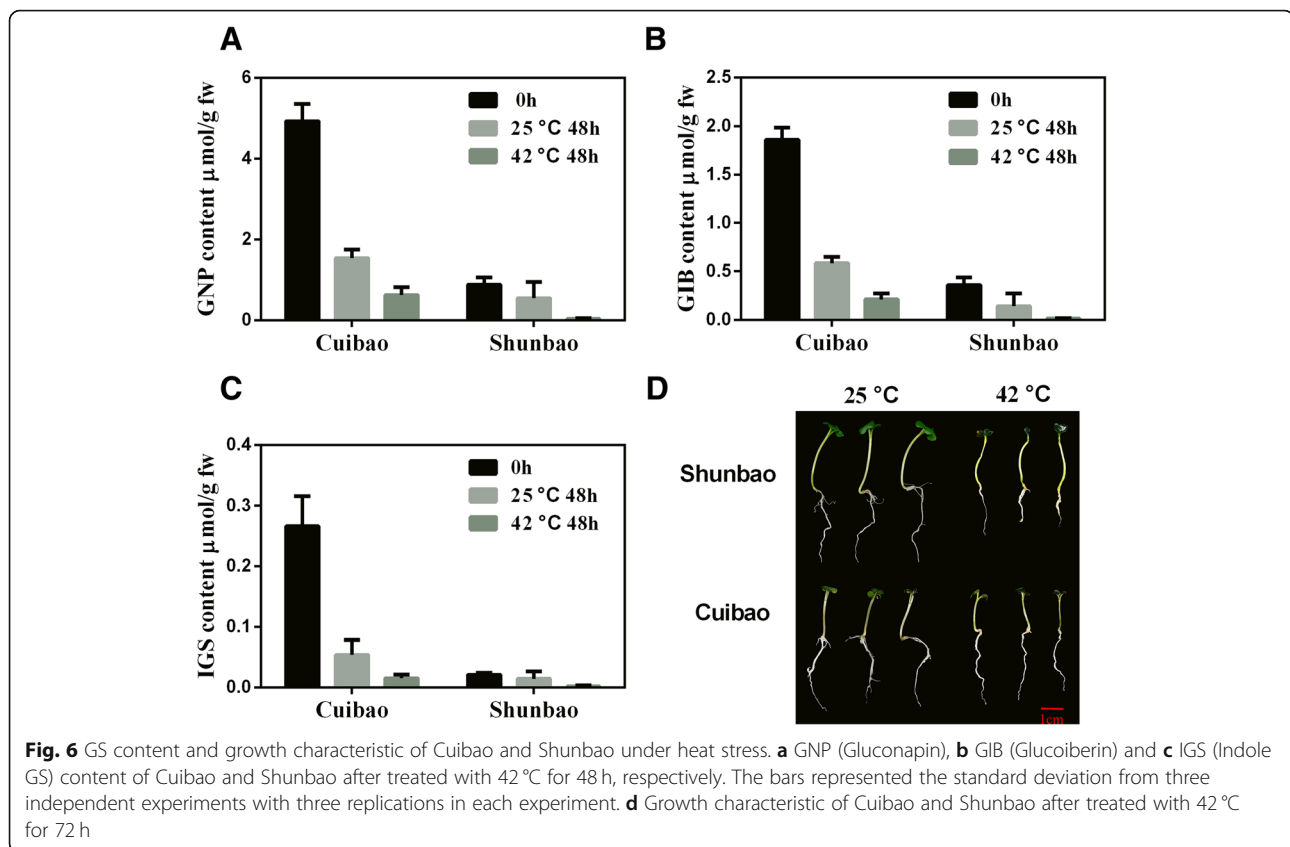 A
GNP content μmol/g fw
6
4
2
0
0h
25 °C 48h
42 °C 48h
Cuibao
Shunbao
B
GIB content μmol/g fw
2.5
2.0
1.5
1.0
0.5
0.0
0h
25 °C 48h
42 °C 48h
Cuibao
Shunbao
C
IGS content μmol/g fw
0.4
0.3
0.2
0.1
0.0
0h
25 °C 48h
42 °C 48h
Cuibao
Shunbao
D
25 °C
42 °C
Shunbao
Cuibao
1cm
Fig. 6 GS content and growth characteristic of Cuibao and Shunbao under heat stress. a GNP (Gluconapin), b GIB (Glucoiberin) and c IGS (Indole
GS) content of Cuibao and Shunbao after treated with 42 °C for 48 h, respectively. The bars represented the standard deviation from three
independent experiments with three replications in each experiment. d Growth characteristic of Cuibao and Shunbao after treated with 42 °C
for 72 h